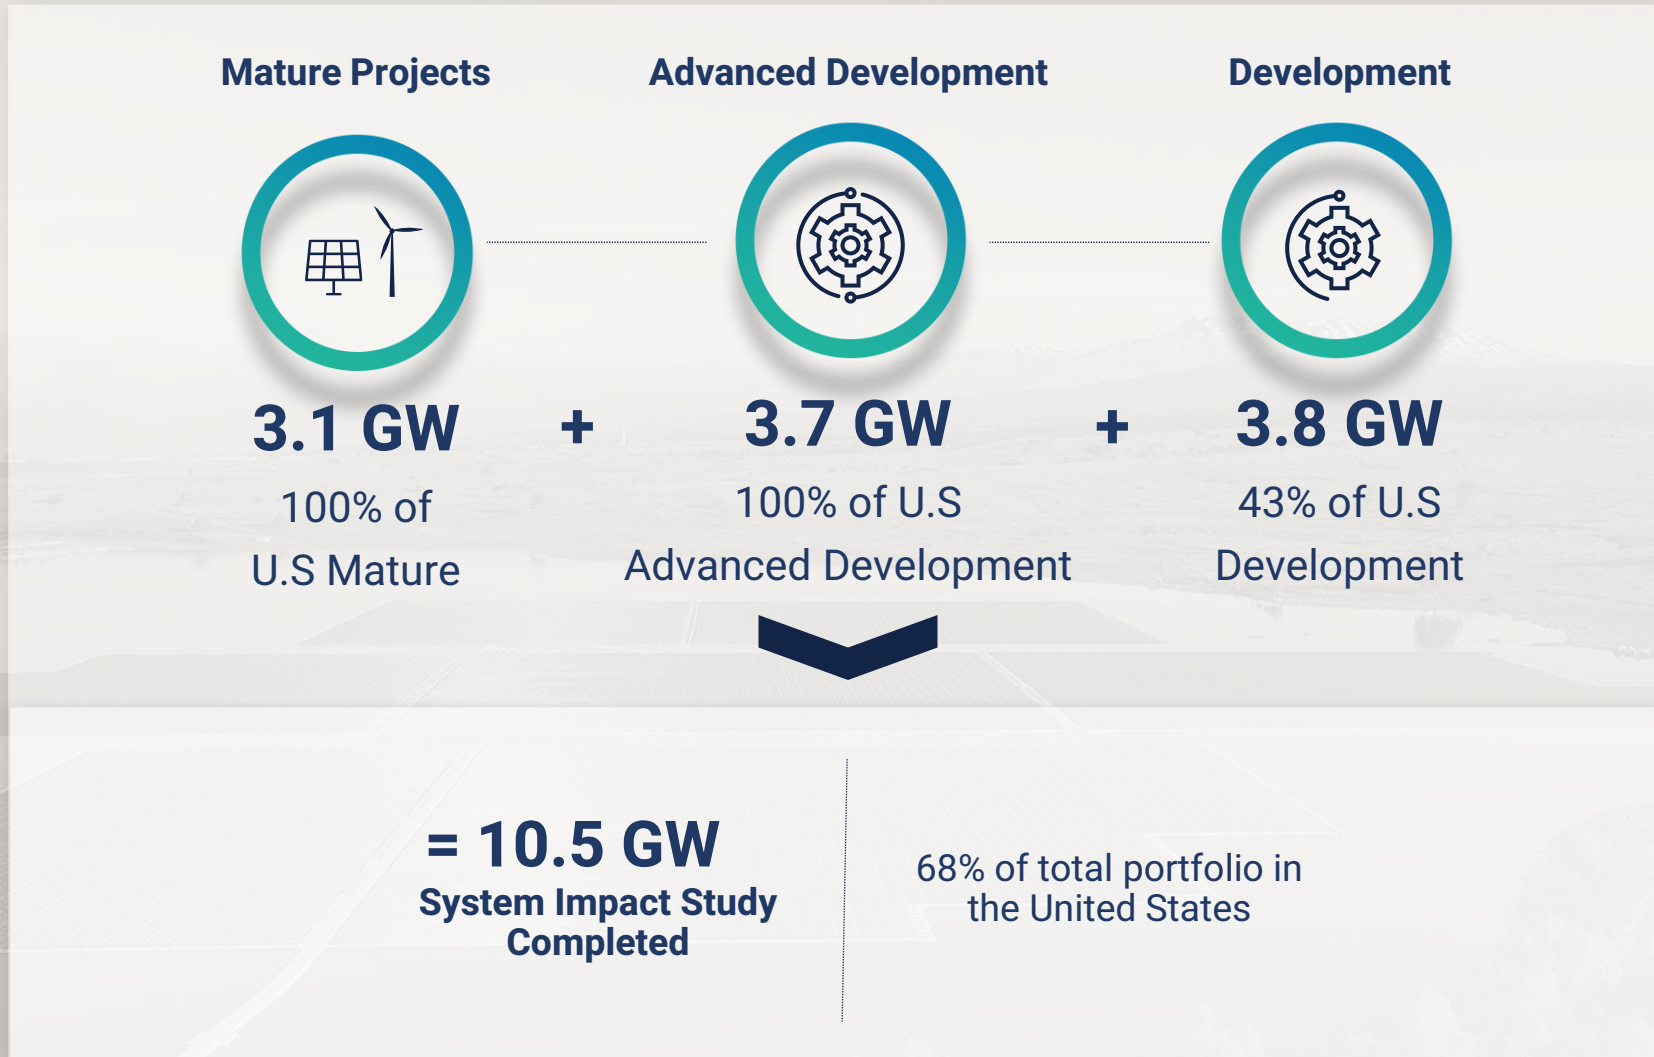 Mature Projects
Advanced Development
Development
3.1 GW
+
3.7 GW
+
3.8 GW
100% of
U.S Mature
100% of U.S
Advanced Development
43% of U.S
Development
= 10.5 GW
System Impact Study
Completed
68% of total portfolio in
the United States